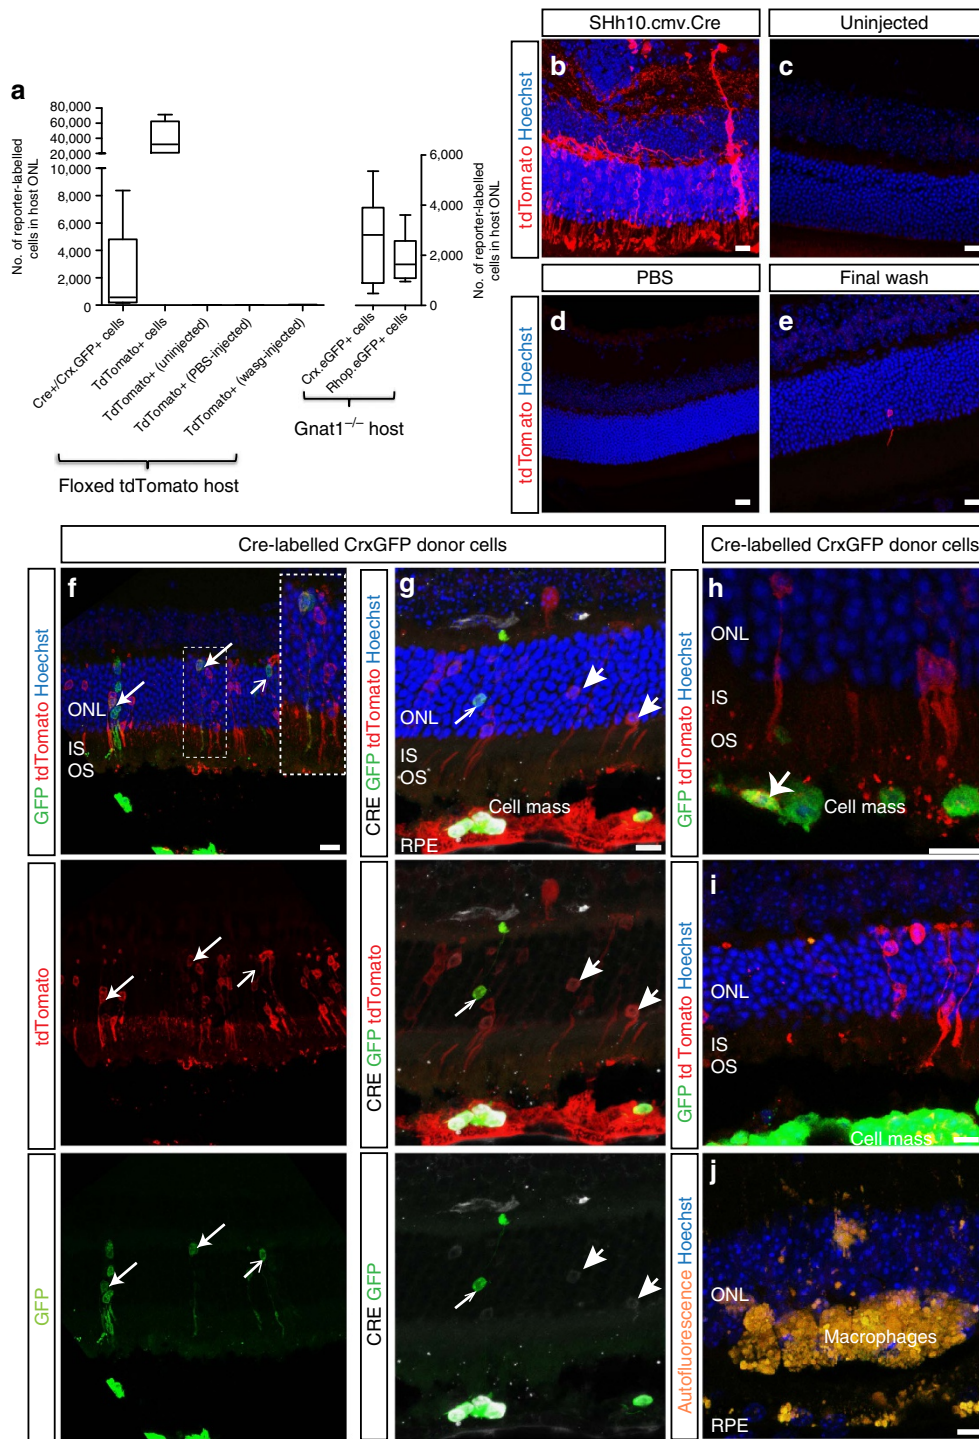 a
80,000
60,000
40,000
20,000
10,000
8,000
6,000
4,000
2,000
0
No. of reporter-labelled
cells in host ONL
Cre+/Crx.GFP+ cells
TdTomato+ cells
TdTomato+ (uninjected)
TdTomato+ (PBS-injected)
TdTomato+ (wasg-injected)
Floxed tdTomato host
6,000
4,000
2,000
0
No. of reporter-labelled
cells in host ONL
Crx.eGFP+ cells
Rhop.eGFP+ cells
Gnat1–/– host
SHh10.cmv.Cre
Uninjected
tdTomato Hoechst
b
c
PBS
Final wash
tdTomato Hoechst
d
e
Cre-labelled CrxGFP donor cells
Cre-labelled CrxGFP donor cells
GFP tdTomato Hoechst
f
ONL
IS
OS
CRE GFP tdTomato Hoechst
g
ONL
IS
OS
Cell mass
RPE
GFP tdTomato Hoechst
h
ONL
IS
OS
Cell mass
tdTomato
CRE GFP tdTomato
GFP td Tomato Hoechst
i
ONL
IS
OS
Cell mass
GFP
CRE GFP
Autofluorescence Hoechst
j
ONL
Macrophages
RPE